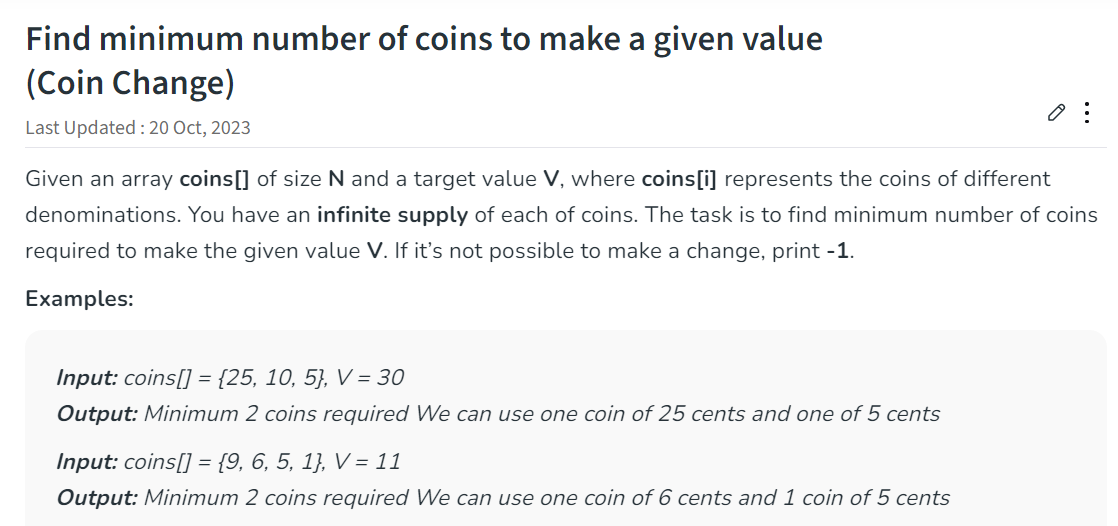 Find minimum number of coins to make a given value
(Coin Change)
Last Updated : 20 Oct, 2023
Given an array coins[] of size N and a target value V, where coins[i] represents the coins of different
denominations. You have an infinite supply of each of coins. The task is to find minimum number of coins
required to make the given value V. If it’s not possible to make a change, print -1.
Examples:
Input: coins[] = {25, 10, 5}, V = 30
Output: Minimum 2 coins required We can use one coin of 25 cents and one of 5 cents
Input: coins[] = {9, 6, 5, 1}, V = 11
Output: Minimum 2 coins required We can use one coin of 6 cents and 1 coin of 5 cents